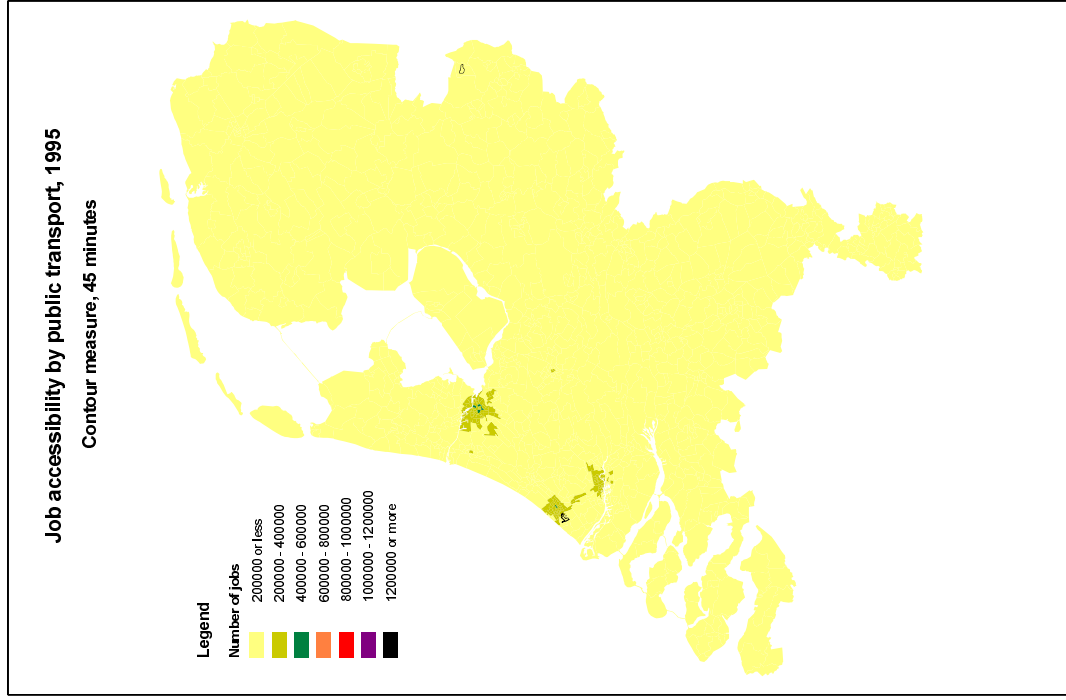 Job accessibility by public transport, 1995
Contour measure, 45 minutes
Legend
Number of jobs
200000 or less
200000 - 400000
400000 - 600000
600000 - 800000
800000 - 1000000
1000000 - 1200000
1200000 or more